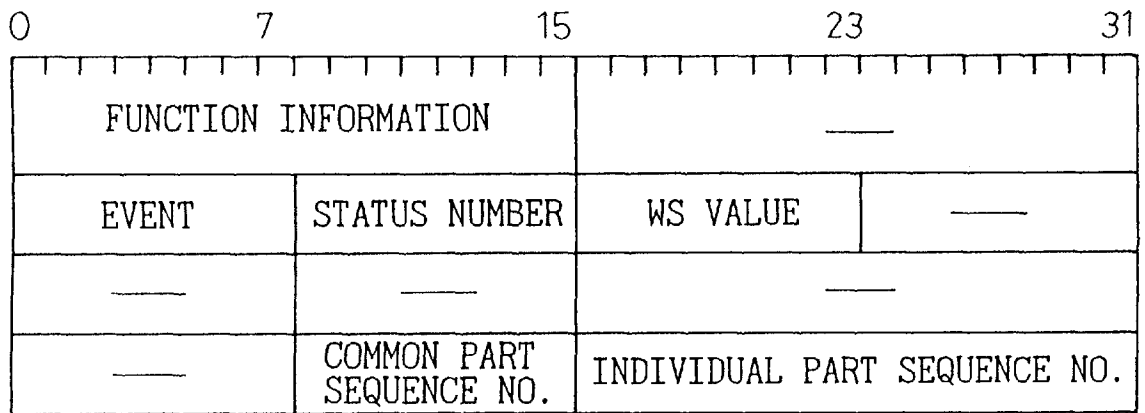 0 7 15 23 31
FUNCTION INFORMATION
EVENT STATUS NUMBER WS VALUE
COMMON PART
SEQUENCE NO.
INDIVIDUAL PART SEQUENCE NO.